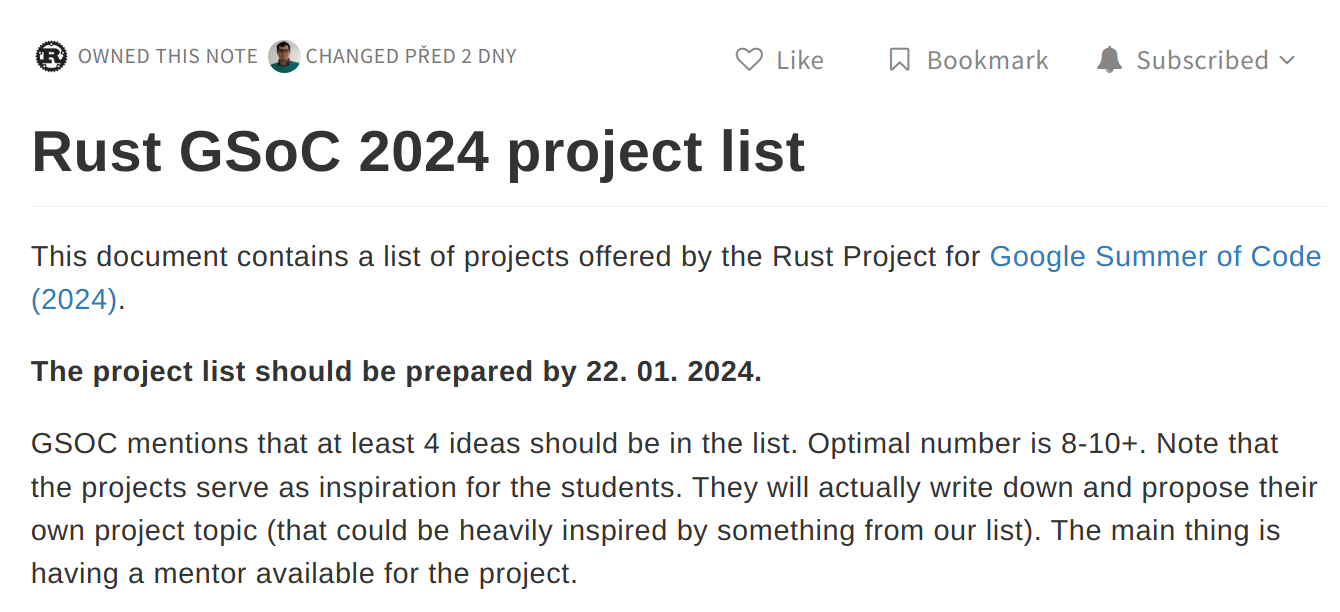 OWNED THIS NOTE CHANGED PŘED 2 DNY Like Bookmark Subscribed
Rust GSoC 2024 project list
This document contains a list of projects offered by the Rust Project for Google Summer of Code
(2024).
The project list should be prepared by 22. 01. 2024.
GSOC mentions that at least 4 ideas should be in the list. Optimal number is 8-10+. Note that
the projects serve as inspiration for the students. They will actually write down and propose their
own project topic (that could be heavily inspired by something from our list). The main thing is
having a mentor available for the project.